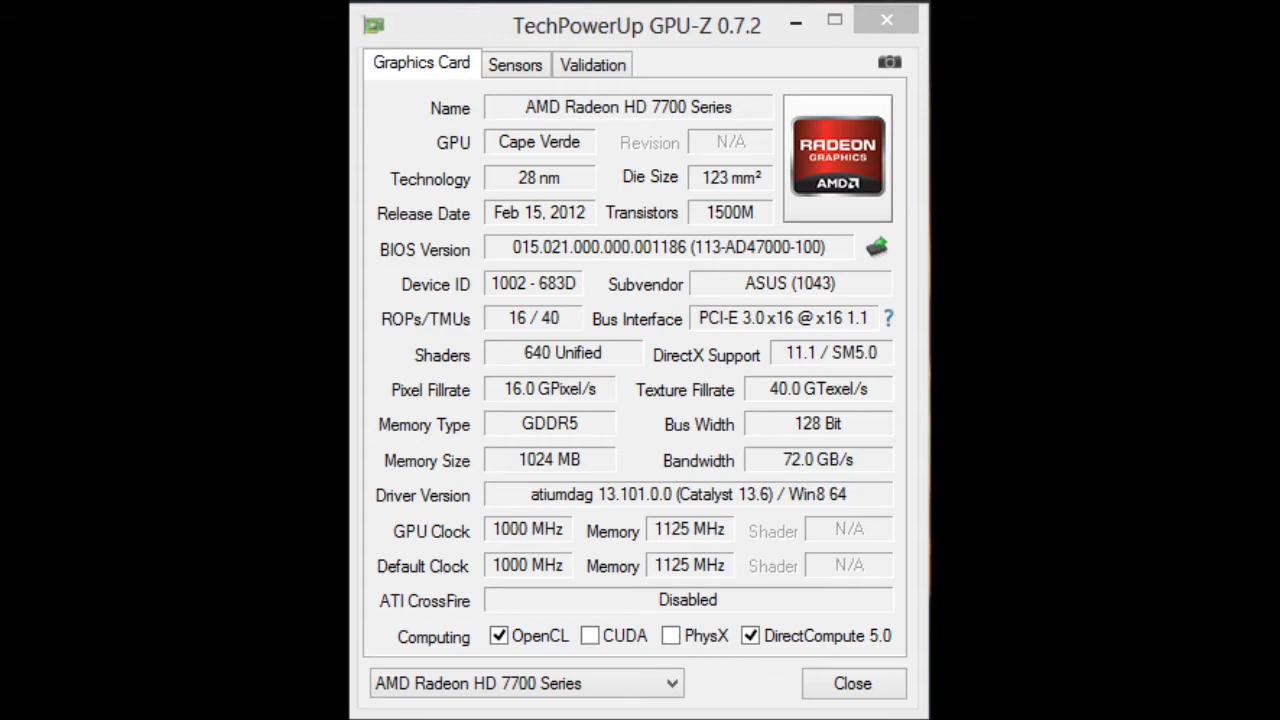 TechPowerUp GPU-Z 0.7.2
Graphics Card Sensors Validation
Name AMD Radeon HD 7700 Series
GPU Cape Verde Revision N/A
RADEON
GRAPHICS
AMD
Technology 28 nm Die Size 123 mm²
Release Date Feb 15, 2012 Transistors 1500M
BIOS Version 015.021.000.000.001186 (113-AD47000-100)
Device ID 1002 - 683D Subvendor ASUS (1043)
ROPs/TMUs 16 / 40 Bus Interface PCI-E 3.0 x16 @ x16 1.1 ?
Shaders 640 Unified DirectX Support 11.1 / SM5.0
Pixel Fillrate 16.0 GPixel/s Texture Fillrate 40.0 GTexel/s
Memory Type GDDR5 Bus Width 128 Bit
Memory Size 1024 MB Bandwidth 72.0 GB/s
Driver Version atiumdag 13.101.0.0 (Catalyst 13.6) / Win8 64
GPU Clock 1000 MHz Memory 1125 MHz Shader N/A
Default Clock 1000 MHz Memory 1125 MHz Shader N/A
ATI CrossFire Disabled
Computing OpenCL CUDA PhysX DirectCompute 5.0
AMD Radeon HD 7700 Series Close